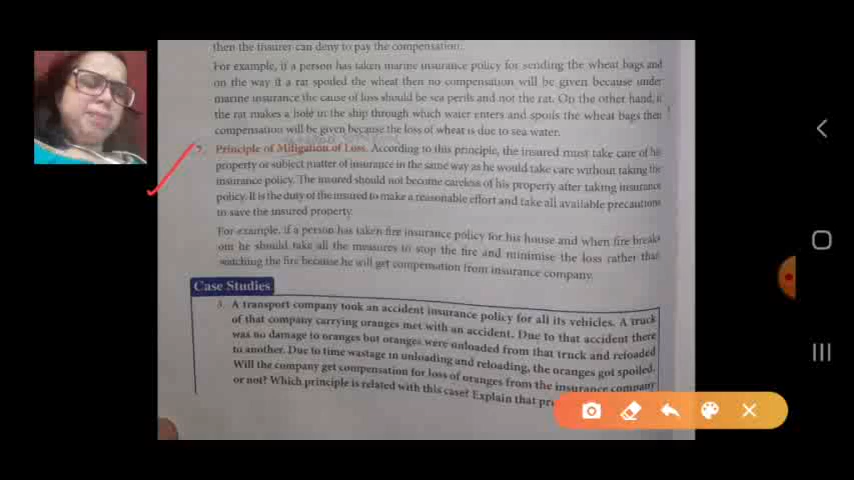 then the insurer can deny to pay the compensation.
For example, if a person has taken marine insurance policy for sending the wheat bags and
on the way if a rat spoiled the wheat then no compensation will be given because under
marine insurance the cause of loss should be sea perils and not the rat. On the other hand, if
the rat makes a hole in the ship through which water enters and spoils the wheat bags then
compensation will be given because the loss of wheat is due to sea water.
7. Principle of Mitigation of Loss. According to this principle, the insured must take care of his
property or subject matter of insurance in the same way as he would take care without taking the
insurance policy. The insured should not become careless of his property after taking insurance
policy. It is the duty of the insured to make a reasonable effort and take all available precautions
to save the insured property.
For example, if a person has taken fire insurance policy for his house and when fire breaks
out he should take all the measures to stop the fire and minimise the loss rather than
watching the fire because he will get compensation from insurance company.
Case Studies
3. A transport company took an accident insurance policy for all its vehicles. A truck
of that company carrying oranges met with an accident. Due to that accident there
was no damage to oranges but oranges were unloaded from that truck and reloaded
to another. Due to time wastage in unloading and reloading, the oranges got spoiled.
Will the company get compensation for loss of oranges from the insurance company
or not? Which principle is related with this case? Explain that